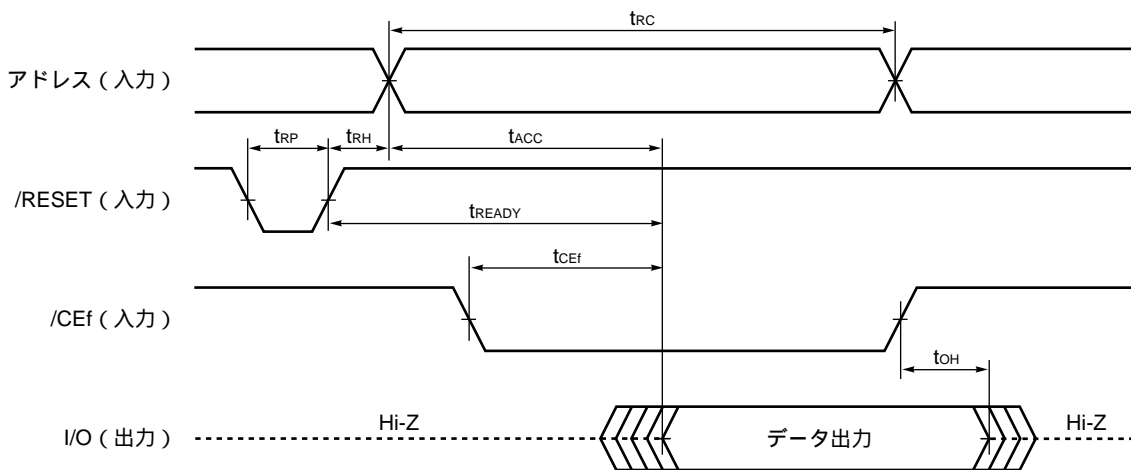 tRC
アドレス（入力）
tRP
tRH
tACC
/RESET（入力）
tREADY
tCEf
/CEf（入力）
tOH
I/O（出力）
Hi-Z
データ出力
Hi-Z